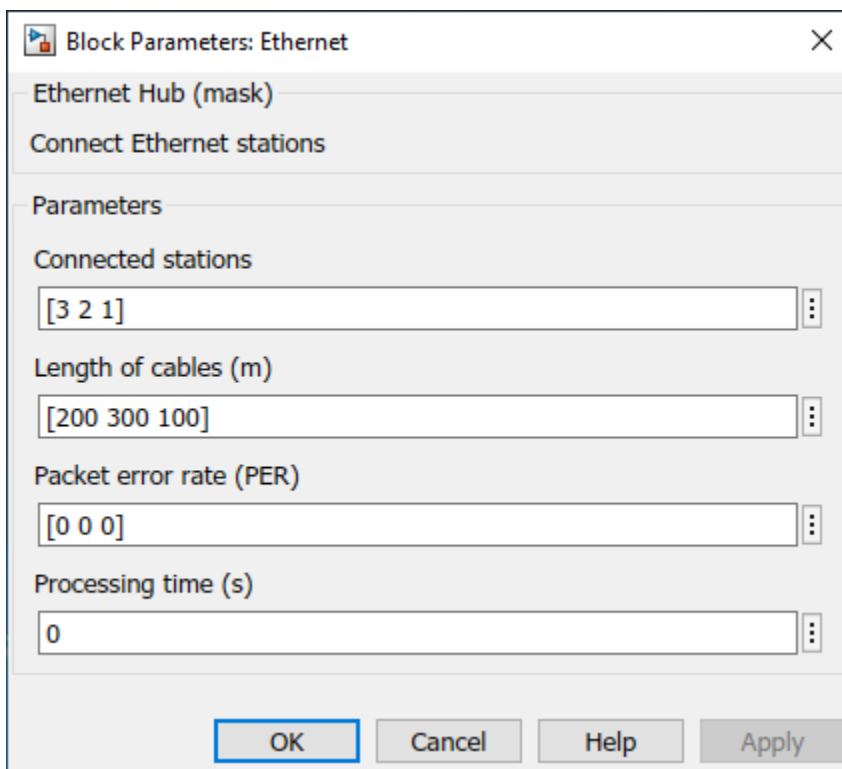 Block Parameters: Ethernet
Ethernet Hub (mask)
Connect Ethernet stations
Parameters
Connected stations
[3 2 1]
Length of cables (m)
[200 300 100]
Packet error rate (PER)
[0 0 0]
Processing time (s)
0
OK Cancel Help Apply